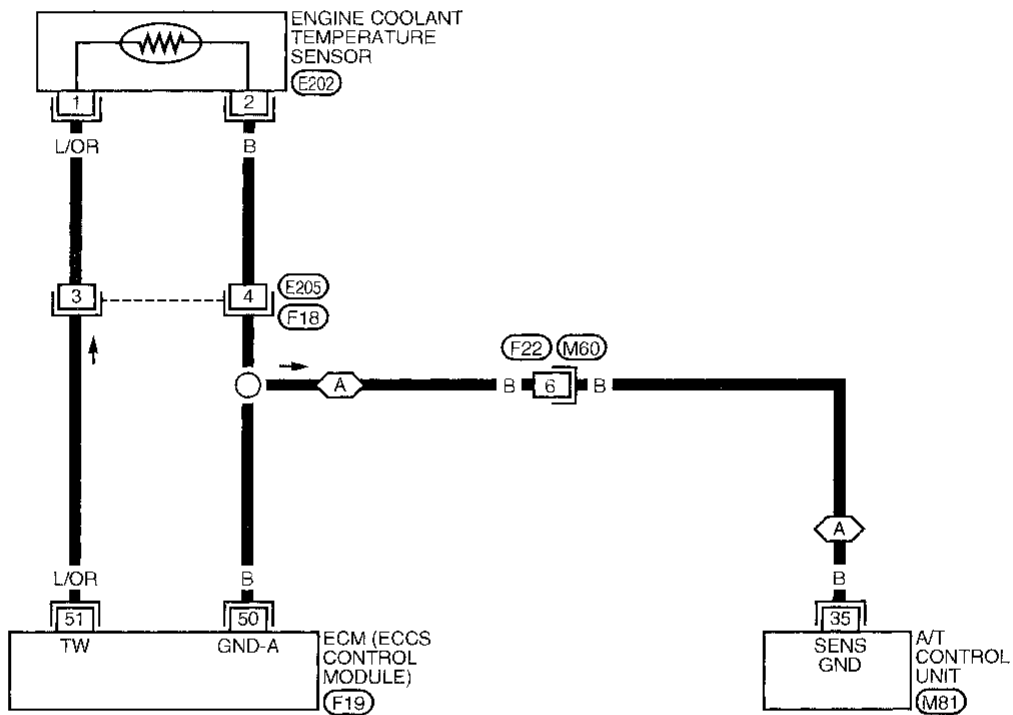 ENGINE COOLANT
TEMPERATURE
SENSOR
E202
1
2
L/OR
B
3
4
E205
F18
F22
M60
A
B
6
B
A
L/OR
B
B
51
50
35
TW
GND-A
ECM (ECCS
CONTROL
MODULE)
F19
SENS
GND
A/T
CONTROL
UNIT
M81